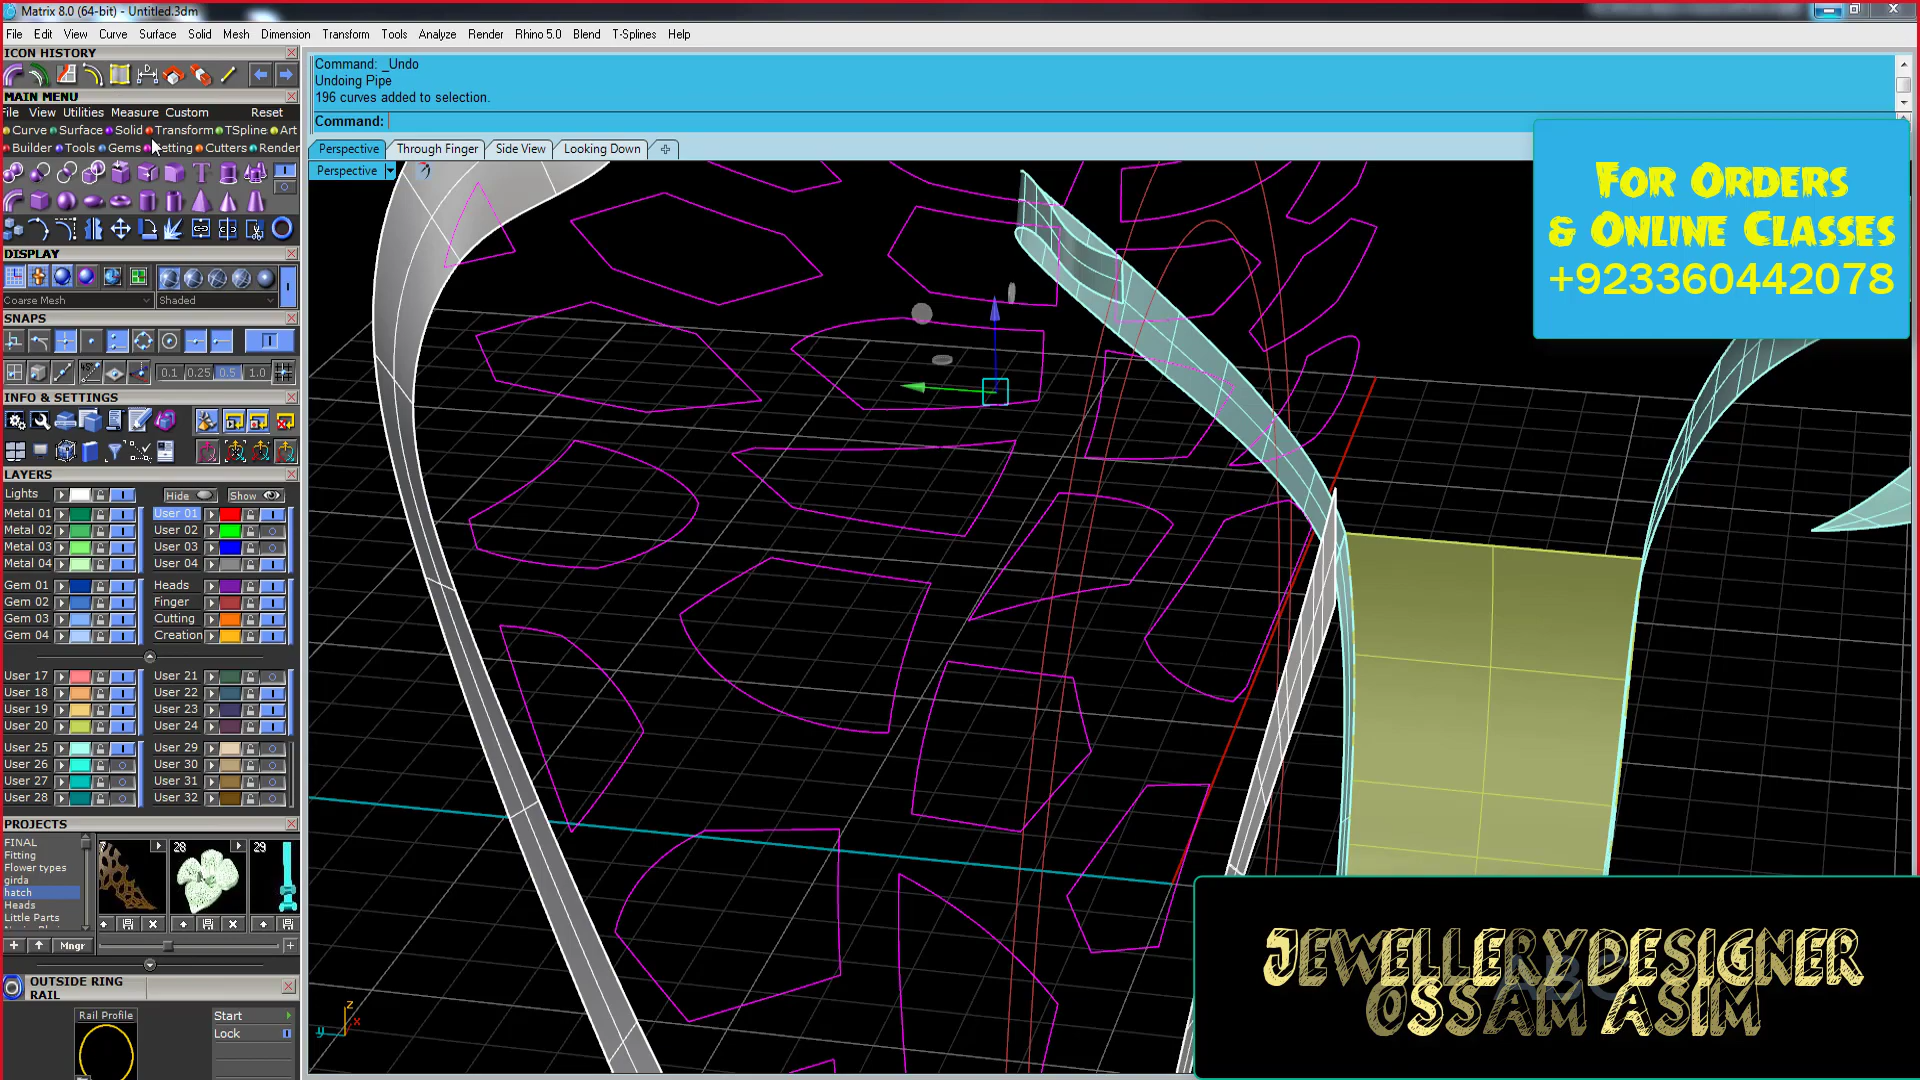 Matrix 8.0 (64-bit) - Untitled.3dm
File Edit View Curve Surface Solid Mesh Dimension Transform Tools Analyze Render Rhino 5.0 Blend T-Splines Help
ICON HISTORY
MAIN MENU
File View Utilities Measure Custom Reset
Curve Surface Solid Transform TSpline Art
Builder Tools Gems etting Cutters Render
DISPLAY
Coarse Mesh Shaded
SNAPS
0.1 0.25 0.5 1.0
INFO & SETTINGS
LAYERS
Lights Hide Show
Metal 01 User 01
Metal 02 User 02
Metal 03 User 03
Metal 04 User 04
Gem 01 Heads
Gem 02 Finger
Gem 03 Cutting
Gem 04 Creation
User 17 User 21
User 18 User 22
User 19 User 23
User 20 User 24
User 25 User 29
User 26 User 30
User 27 User 31
User 28 User 32
PROJECTS
FINAL
Fitting
Flower types
girda
hatch
Heads
Little Parts
28 29
Mngr
OUTSIDE RING
RAIL
Rail Profile
Start
Lock
Command: _Undo
Undoing Pipe
196 curves added to selection.
Command:
Perspective Through Finger Side View Looking Down
Perspective
z
y x
For Orders
& Online Classes
+923360442078
JEWELLERY DESIGNER
OSSAM ASIM